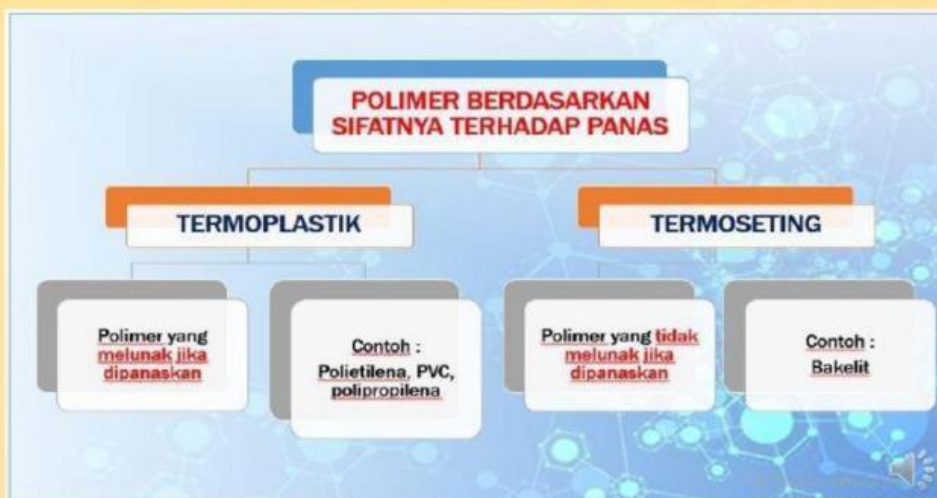 POLIMER BERDASARKAN
SIFATNYA TERHADAP PANAS
TERMOPLASTIK
TERMOSETING
Polimer yang
melunak jika
dipanaskan
Contoh :
Polietilena, PVC,
polipropilena
Polimer yang tidak
melunak jika
dipanaskan
Contoh :
Bakelit